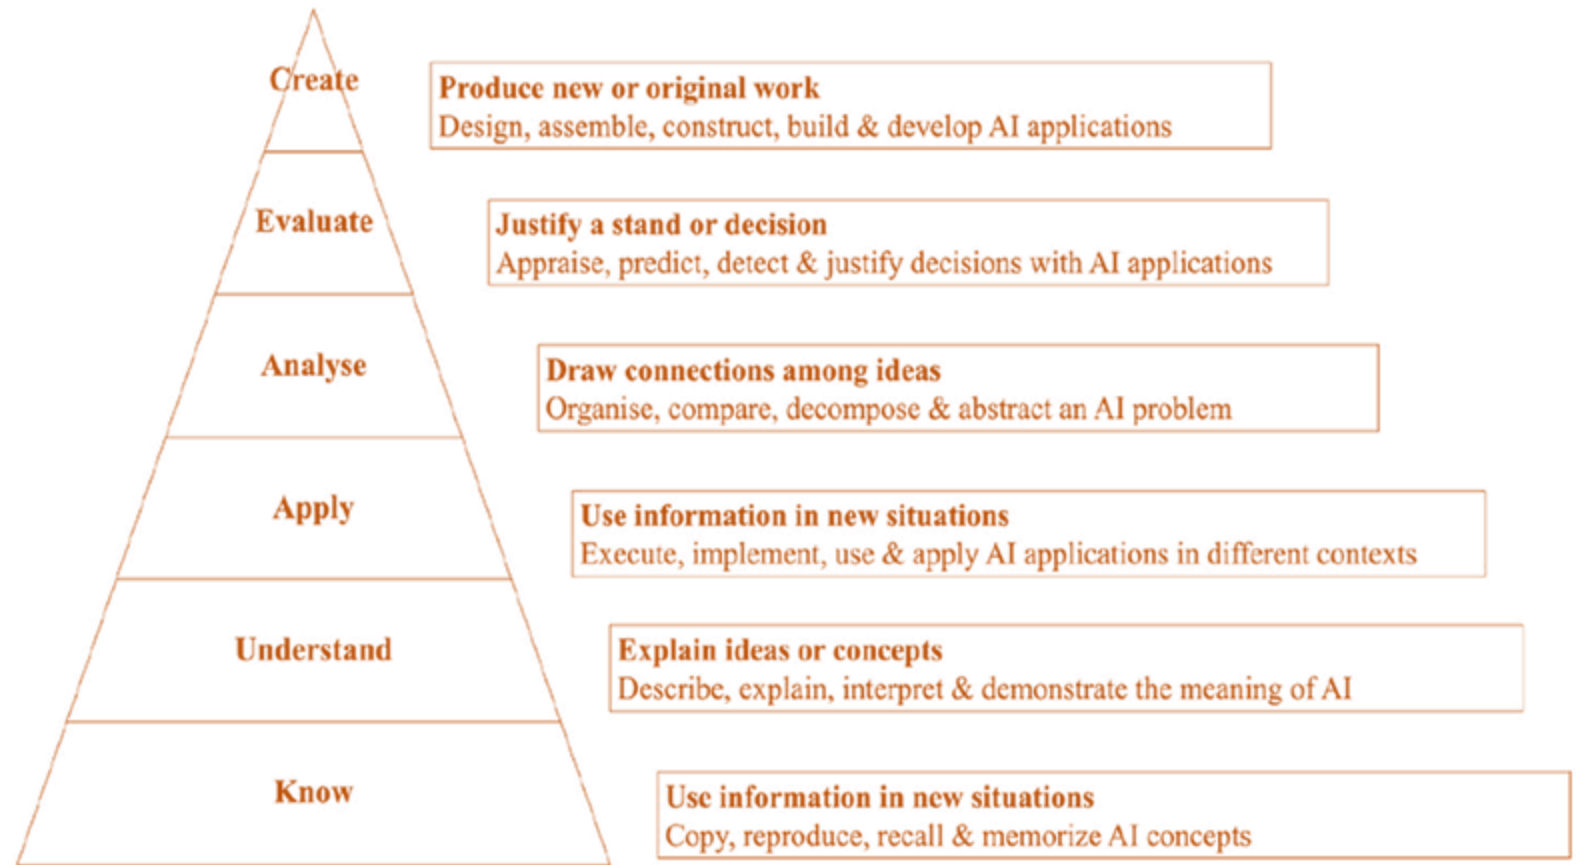 Create
Produce new or original work
Design, assemble, construct, build & develop AI applications
Evaluate
Justify a stand or decision
Appraise, predict, detect & justify decisions with AI applications
Analyse
Draw connections among ideas
Organise, compare, decompose & abstract an AI problem
Apply
Use information in new situations
Execute, implement, use & apply AI applications in different contexts
Understand
Explain ideas or concepts
Describe, explain, interpret & demonstrate the meaning of AI
Know
Use information in new situations
Copy, reproduce, recall & memorize AI concepts